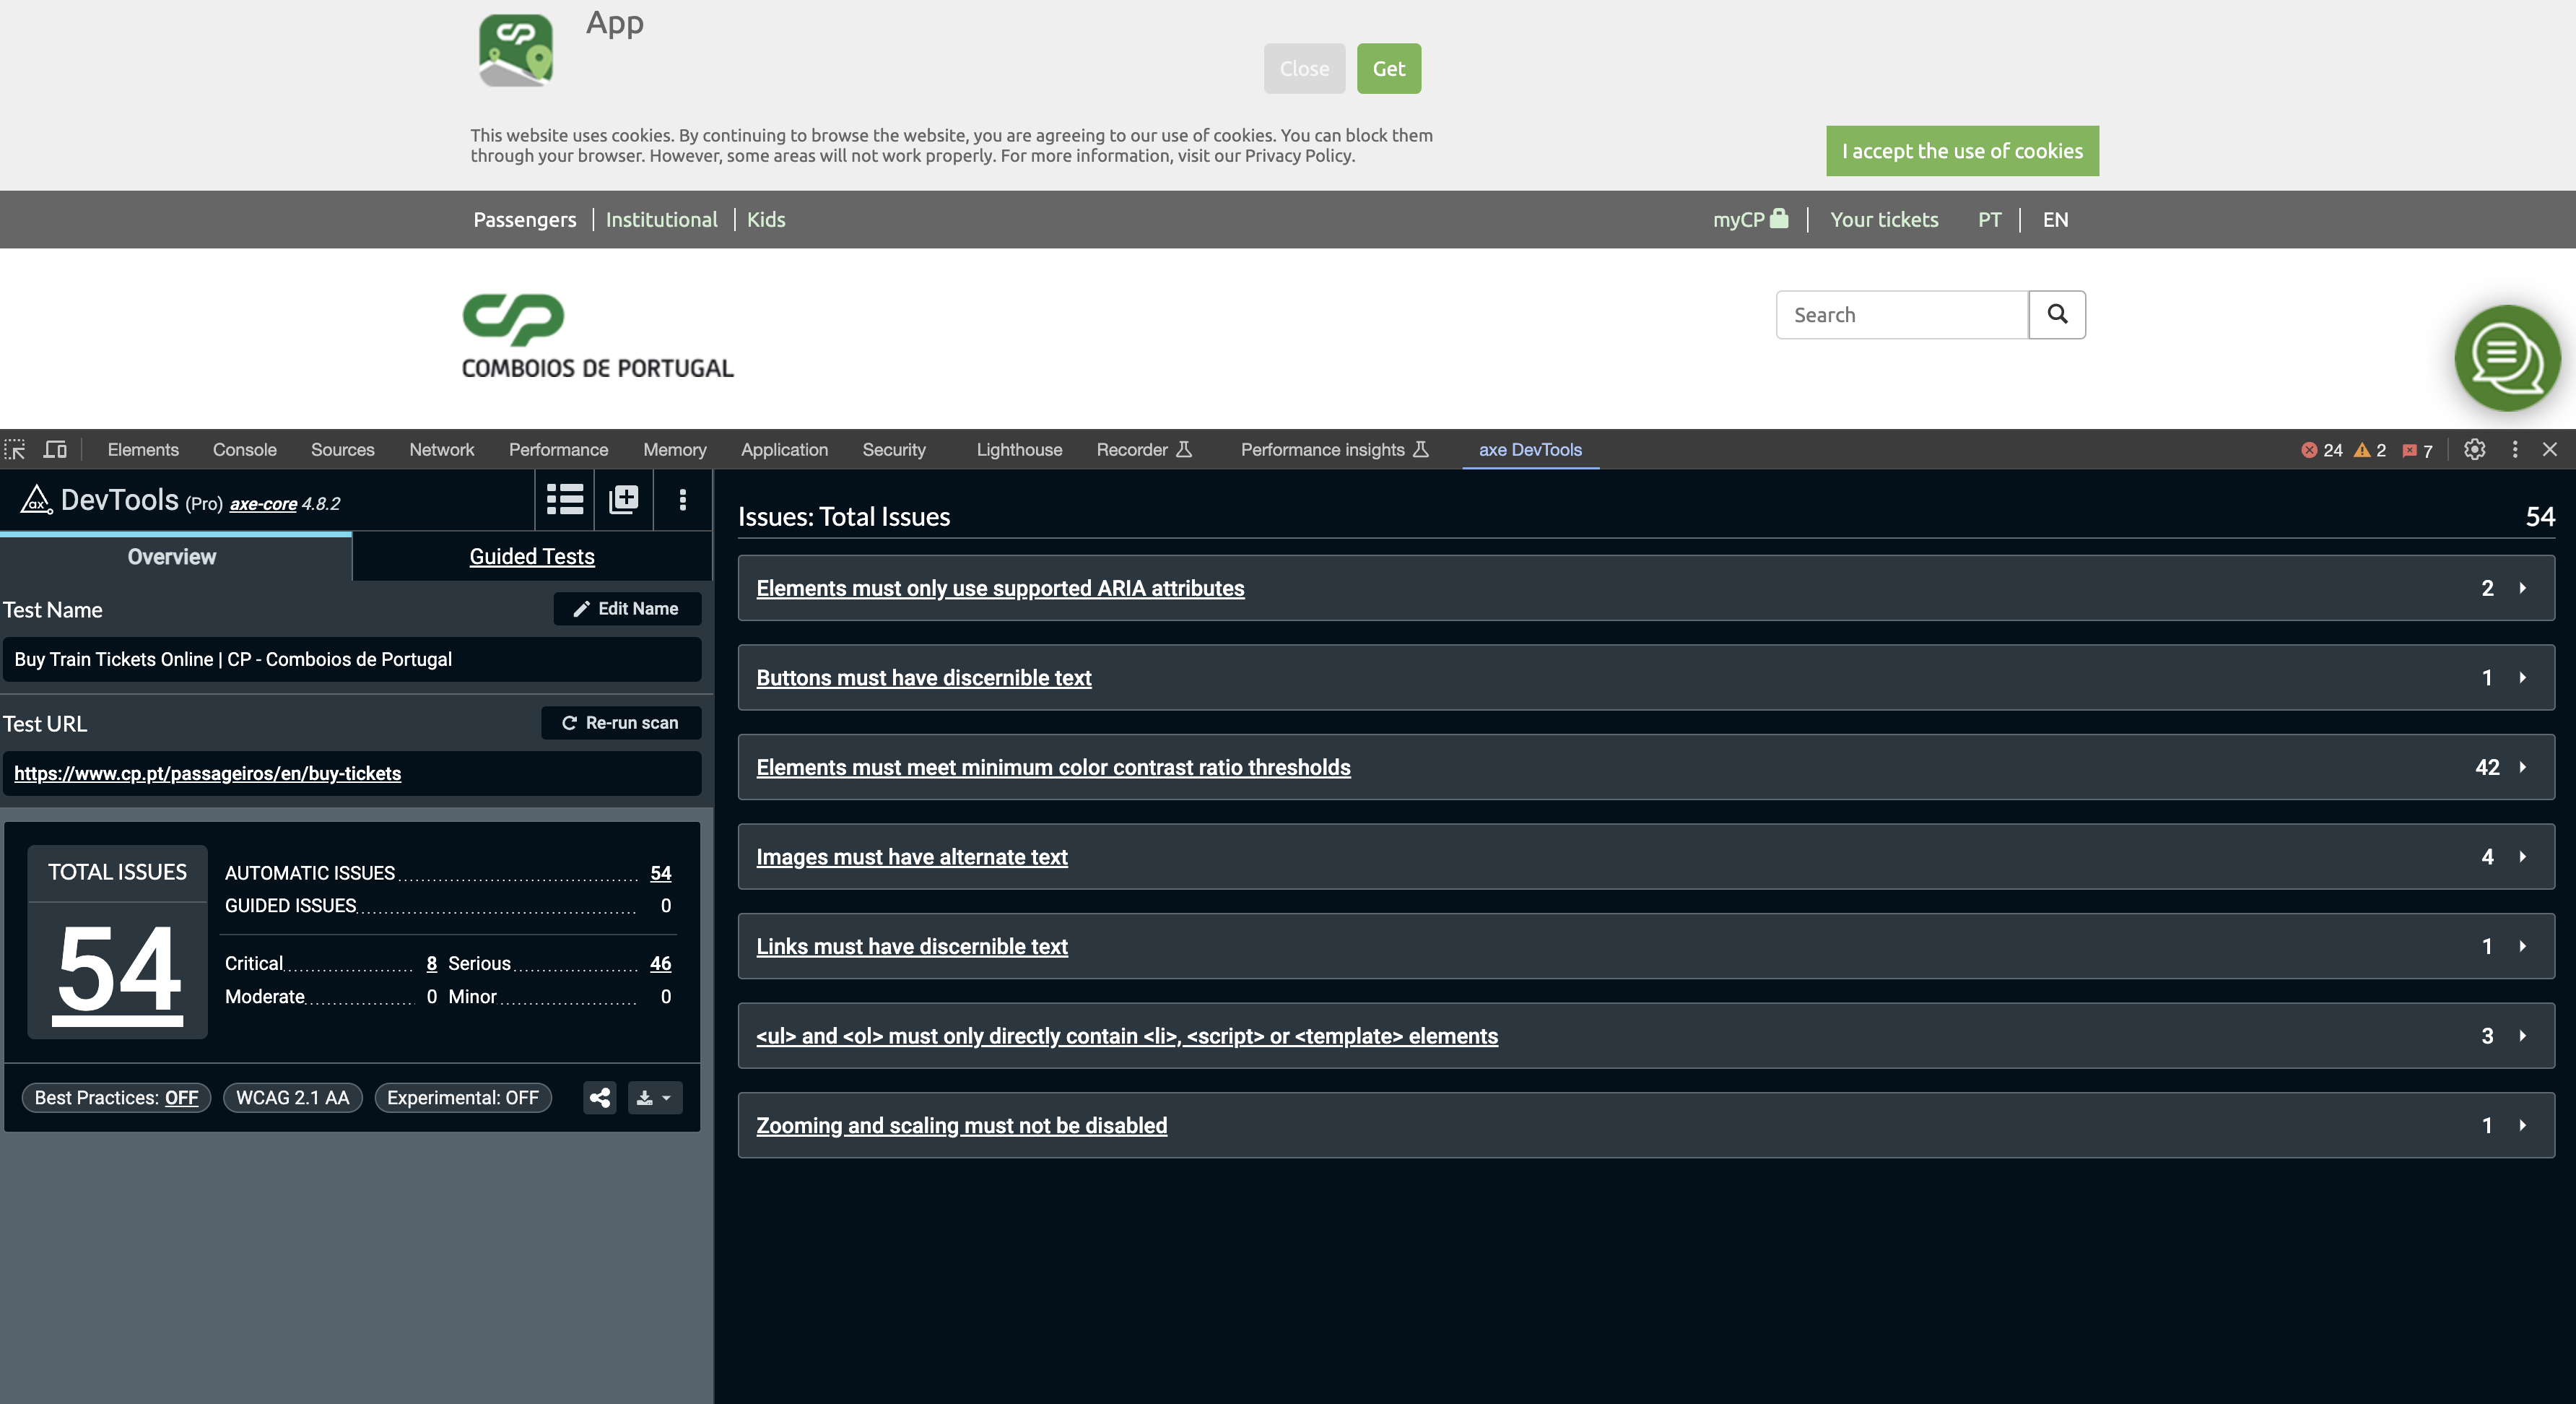 App
Close
Get
This website uses cookies. By continuing to browse the website, you are agreeing to our use of cookies. You can block them
through your browser. However, some areas will not work properly. For more information, visit our Privacy Policy.
I accept the use of cookies
Passengers | Institutional | Kids
myCP | Your tickets PT | EN
CP
COMBOIOS DE PORTUGAL
Search
Elements Console Sources Network Performance Memory Application Security Lighthouse Recorder Performance insights axe DevTools 24 2 7
ax DevTools (Pro) axe-core 4.8.2
Overview
Guided Tests
Test Name
Edit Name
Buy Train Tickets Online | CP - Comboios de Portugal
Test URL
Re-run scan
https://www.cp.pt/passageiros/en/buy-tickets
TOTAL ISSUES
54
AUTOMATIC ISSUES 54
GUIDED ISSUES 0
Critical 8 Serious 46
Moderate 0 Minor 0
Best Practices: OFF
WCAG 2.1 AA
Experimental: OFF
Issues: Total Issues 54
Elements must only use supported ARIA attributes 2
Buttons must have discernible text 1
Elements must meet minimum color contrast ratio thresholds 42
Images must have alternate text 4
Links must have discernible text 1
<ul> and <ol> must only directly contain <li>, <script> or <template> elements 3
Zooming and scaling must not be disabled 1